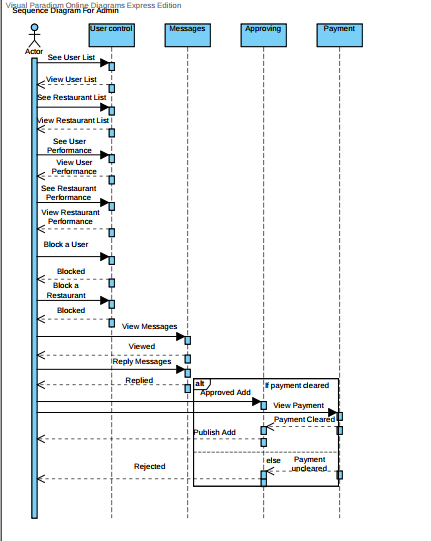 Visual Paradigm Online Diagrams Express Edition
Sequence Diagram For Admin
User control
Messages
Approving
Payment
Actor
See User List
View User List
See Restaurant List
View Restaurant List
See User
Performance
View User
Performance
See Restaurant
Performance
View Restaurant
Performance
Block a User
Blocked
Block a
Restaurant
Blocked
View Messages
Viewed
Reply Messages
Replied
alt
If payment cleared
Approved Add
View Payment
Payment Cleared
Publish Add
else
Payment
uncleared
Rejected